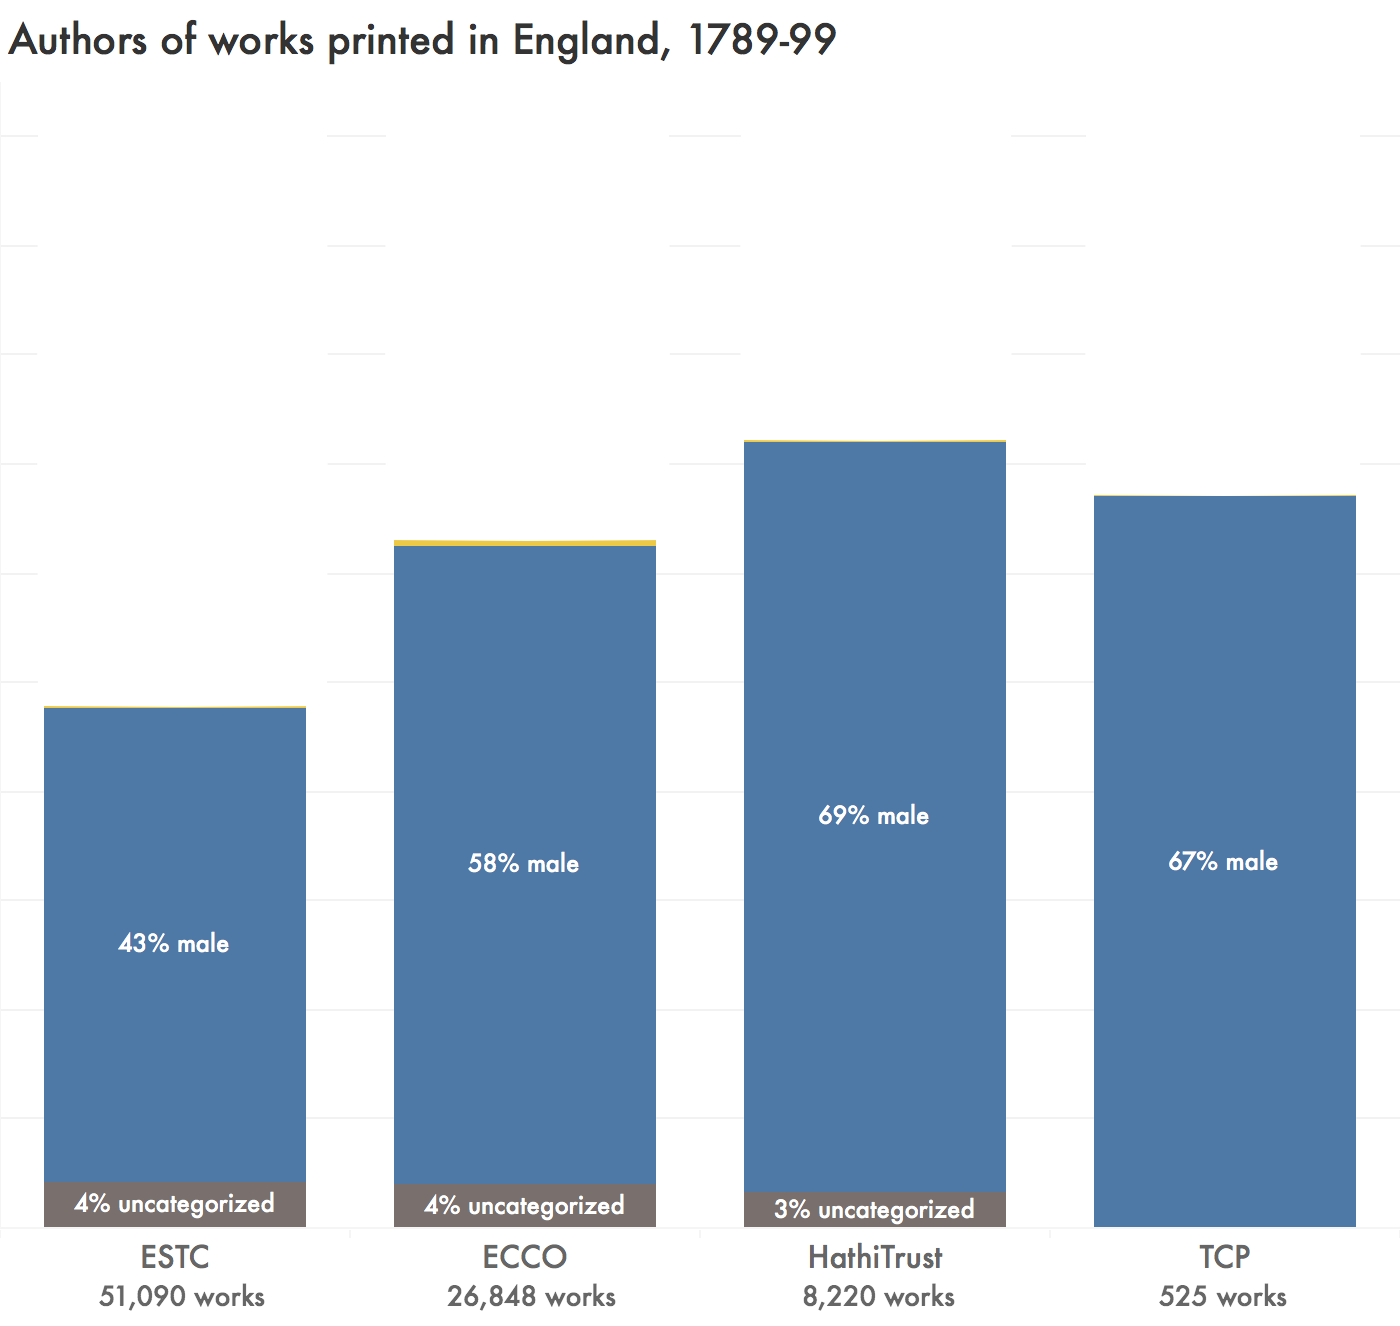 Authors of works printed in England, 1789-99
69% male
58% male
67% male
43% male
4% uncategorized
4% uncategorized
3% uncategorized
ESTC
ECCO
HathiTrust
TCP
51,090 works
26,848 works
8,220 works
525 works